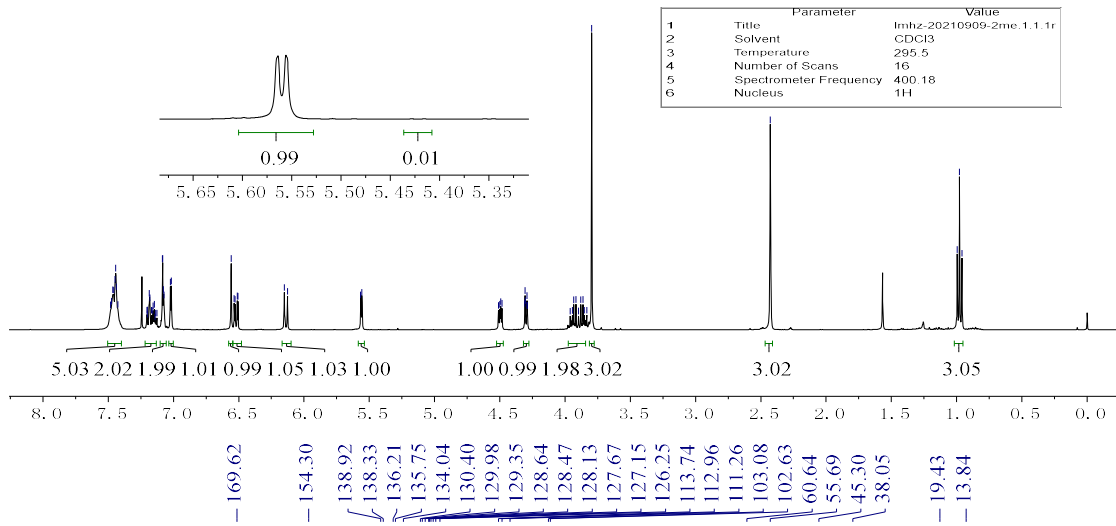 Parameter Value
1 Title lmhz-20210909-2me.1.1.1r
2 Solvent CDCl3
3 Temperature 295.5
4 Number of Scans 16
5 Spectrometer Frequency 400.18
6 Nucleus 1H
0.99 0.01
5.65 5.60 5.55 5.50 5.45 5.40 5.35
5.03 2.02 1.99 1.01 0.99 1.05 1.03 1.00 1.00 0.99 1.98 3.02 3.02 3.05
8.0 7.5 7.0 6.5 6.0 5.5 5.0 4.5 4.0 3.5 3.0 2.5 2.0 1.5 1.0 0.5 0.0
169.62
154.30
138.92
138.33
136.21
135.75
134.04
130.40
129.98
129.35
128.64
128.47
128.13
127.67
127.15
126.25
113.74
112.96
111.26
103.08
102.63
60.64
55.69
45.30
38.05
19.43
13.84